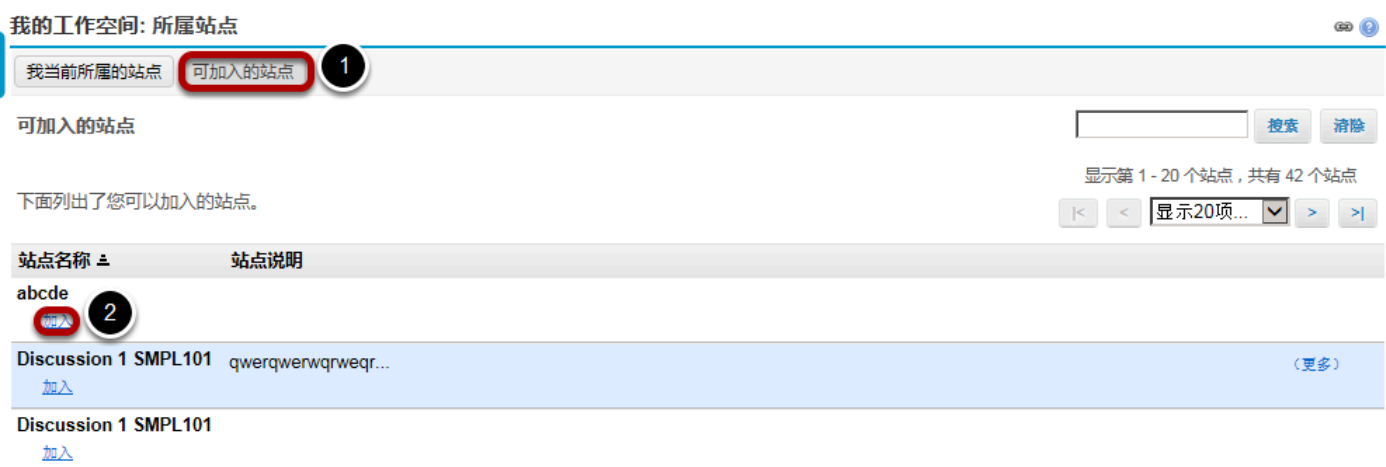 我的工作空间: 所属站点
我当前所属的站点 可加入的站点 1
可加入的站点 搜索 清除
显示第 1 - 20 个站点，共有 42 个站点
下面列出了您可以加入的站点。
|< < 显示20项... > >|
站点名称 站点说明
abcde
加入 2
Discussion 1 SMPL101 qwerqwerwqrweqr... （更多）
加入
Discussion 1 SMPL101
加入